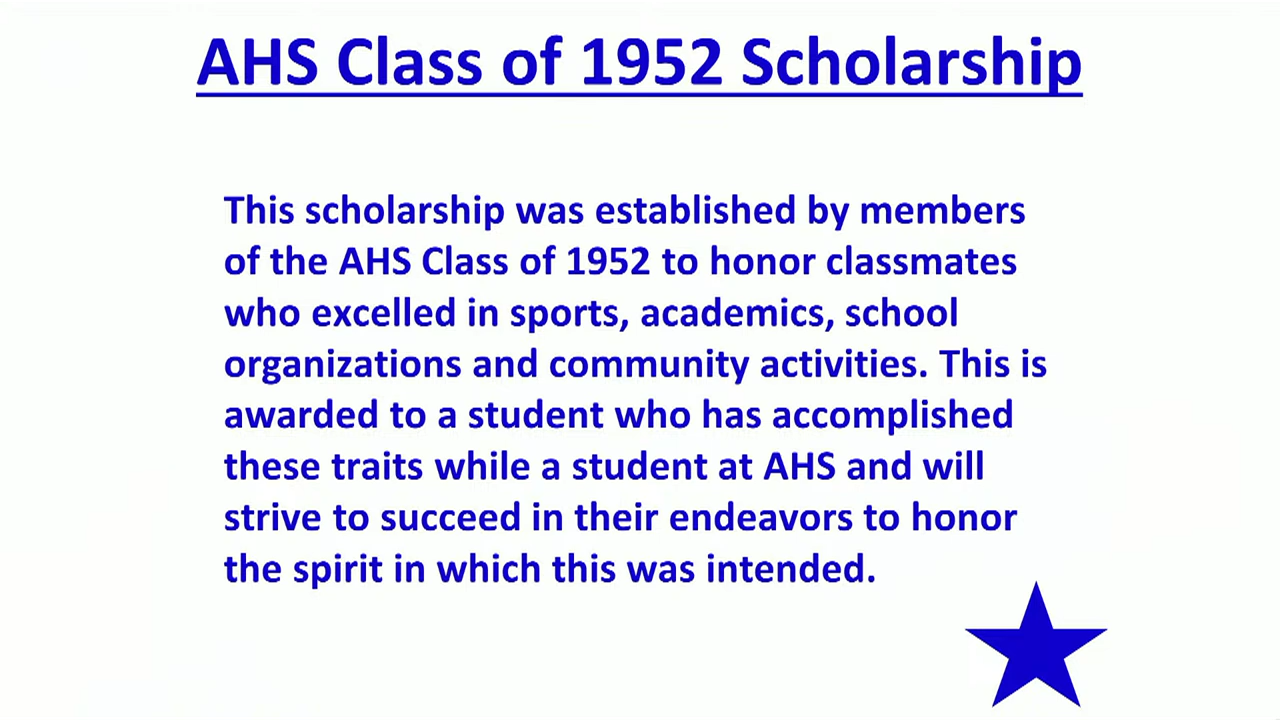 AHS Class of 1952 Scholarship
This scholarship was established by members
of the AHS Class of 1952 to honor classmates
who excelled in sports, academics, school
organizations and community activities. This is
awarded to a student who has accomplished
these traits while a student at AHS and will
strive to succeed in their endeavors to honor
the spirit in which this was intended.